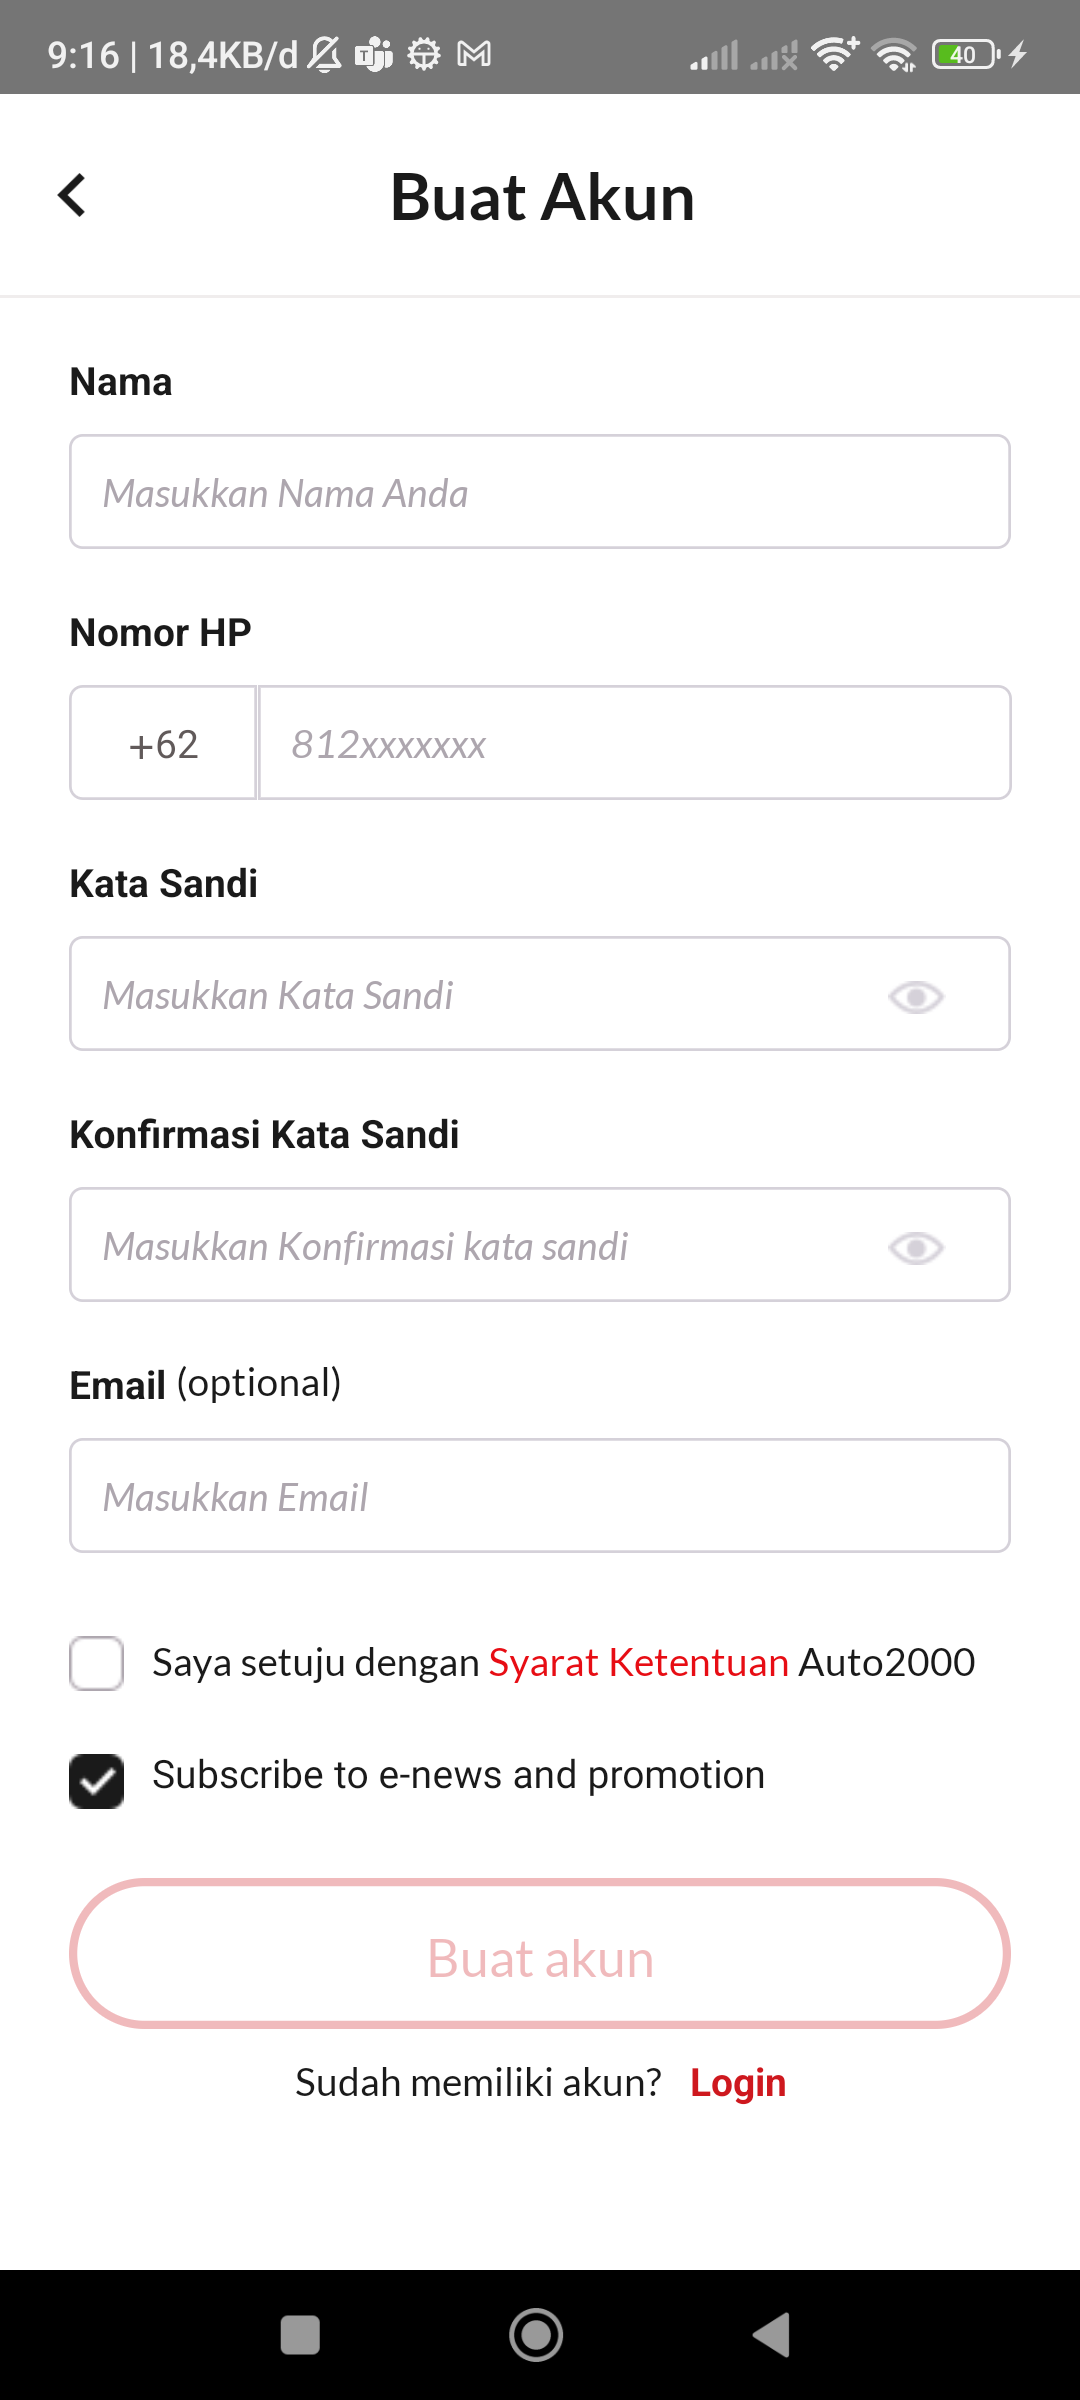 9:16 | 18,4KB/d 40
Buat Akun
Nama
Masukkan Nama Anda
Nomor HP
+62 812xxxxxxx
Kata Sandi
Masukkan Kata Sandi
Konfirmasi Kata Sandi
Masukkan Konfirmasi kata sandi
Email (optional)
Masukkan Email
Saya setuju dengan Syarat Ketentuan Auto2000
Subscribe to e-news and promotion
Buat akun
Sudah memiliki akun? Login